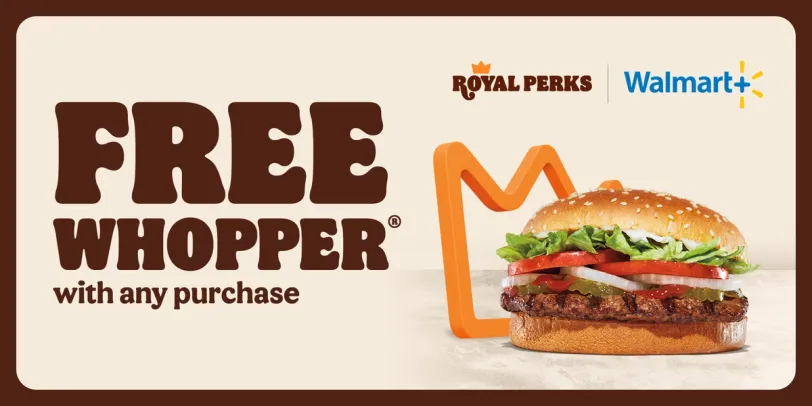 ROYAL PERKS
Walmart+
FREE
WHOPPER®
with any purchase